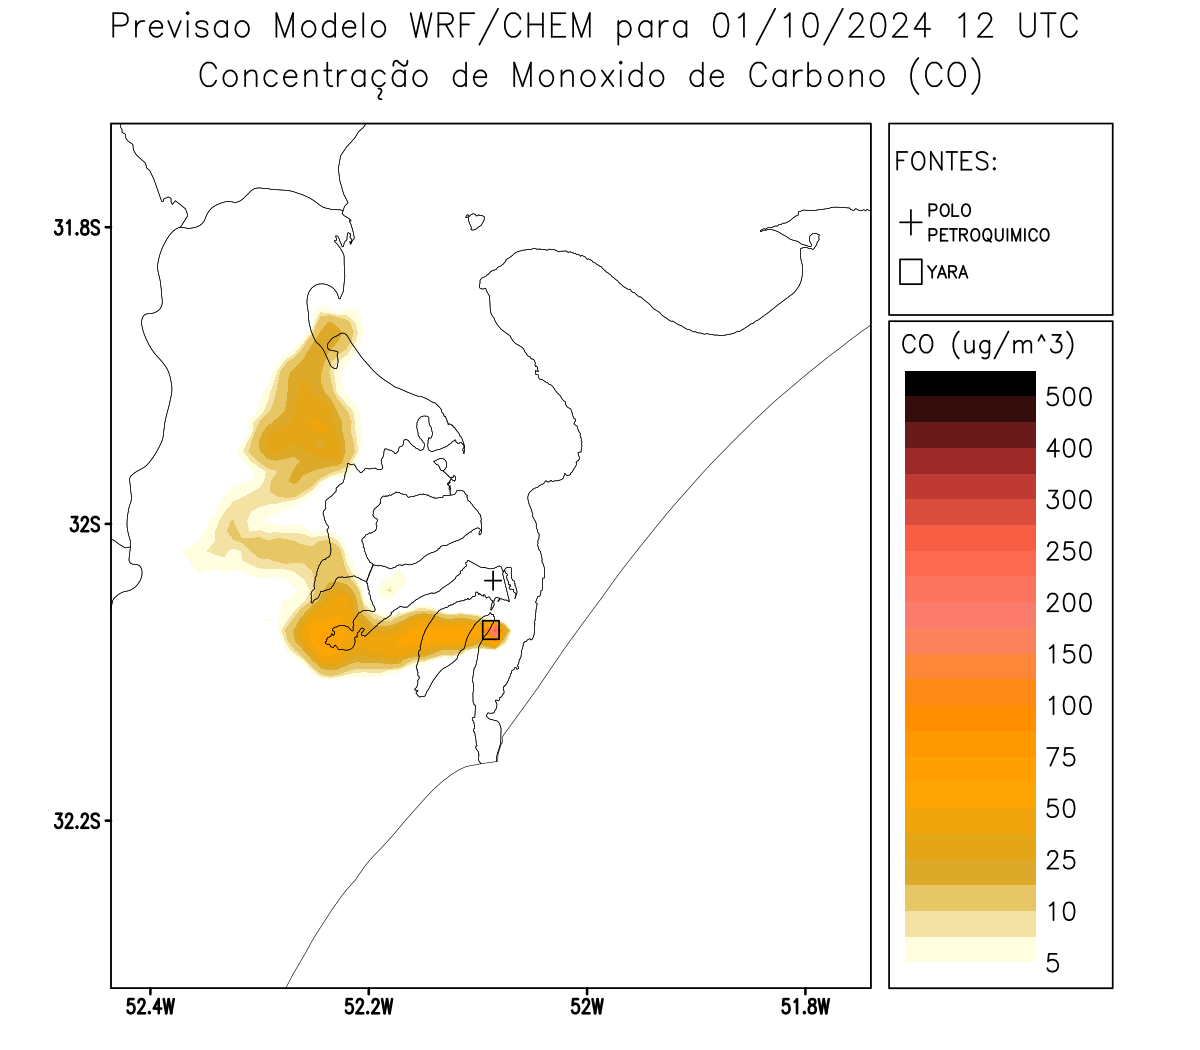 Previsao Modelo WRF/CHEM para 01/10/2024 12 UTC
Concentração de Monoxido de Carbono (CO)
FONTES:
POLO
PETROQUIMICO
YARA
CO (ug/m^3)
500
400
300
250
200
150
100
75
50
25
10
5
31.8S
32S
32.2S
52.4W
52.2W
52W
51.8W